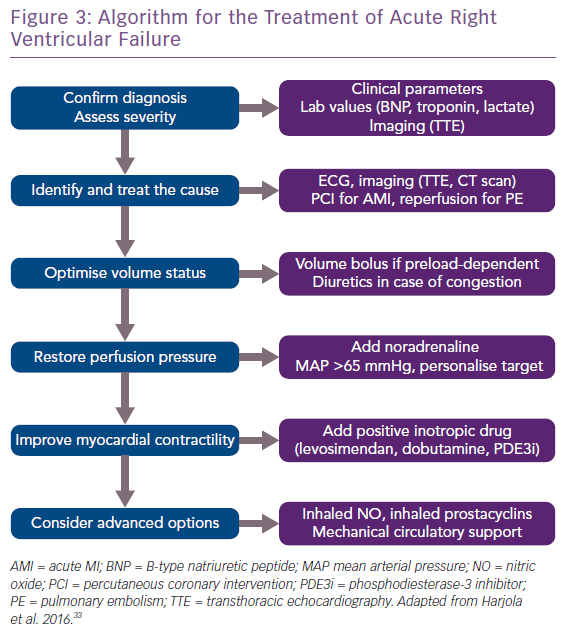 Figure 3: Algorithm for the Treatment of Acute Right
Ventricular Failure
Confirm diagnosis
Assess severity
Clinical parameters
Lab values (BNP, troponin, lactate)
Imaging (TTE)
Identify and treat the cause
ECG, imaging (TTE, CT scan)
PCI for AMI, reperfusion for PE
Optimise volume status
Volume bolus if preload-dependent
Diuretics in case of congestion
Restore perfusion pressure
Add noradrenaline
MAP >65 mmHg, personalise target
Improve myocardial contractility
Add positive inotropic drug
(levosimendan, dobutamine, PDE3i)
Consider advanced options
Inhaled NO, inhaled prostacyclins
Mechanical circulatory support
AMI = acute MI; BNP = B-type natriuretic peptide; MAP mean arterial pressure; NO = nitric
oxide; PCI = percutaneous coronary intervention; PDE3i = phosphodiesterase-3 inhibitor;
PE = pulmonary embolism; TTE = transthoracic echocardiography. Adapted from Harjola
et al. 2016.33